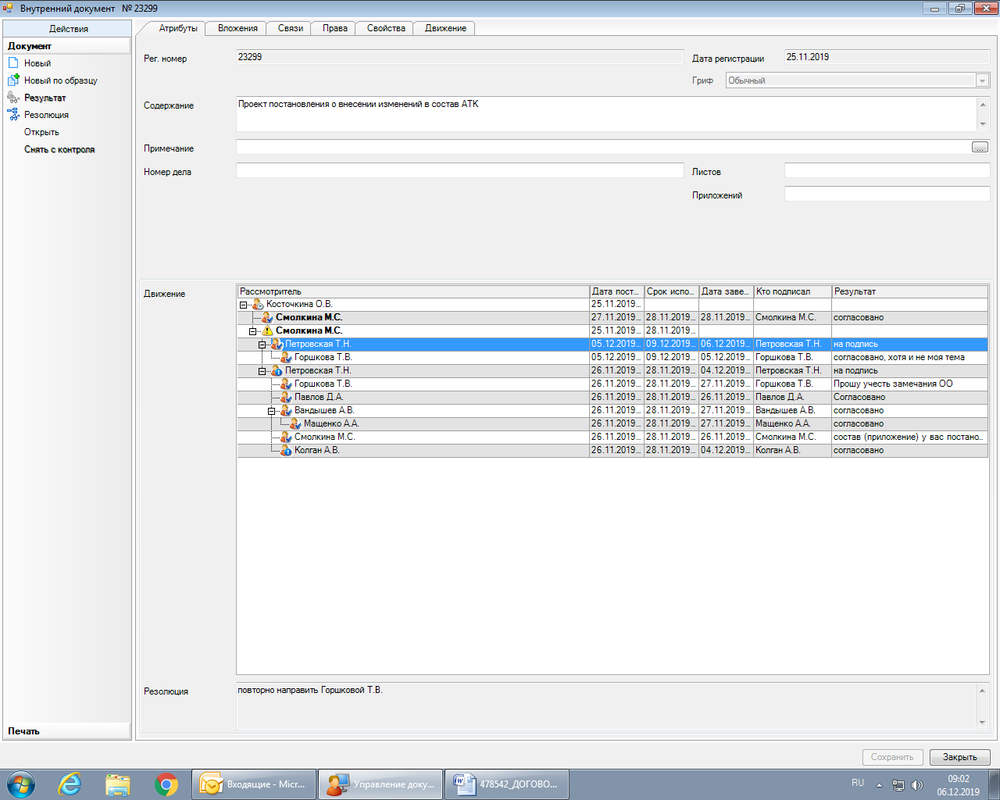 Внутренний документ № 23299
Действия
Документ
Новый
Новый по образцу
Результат
Резолюция
Открыть
Снять с контроля
Печать
Атрибуты Вложения Связи Права Свойства Движение
Рег. номер 23299 Дата регистрации 25.11.2019
Гриф Обычный
Содержание Проект постановления о внесении изменений в состав АТК
Примечание ...
Номер дела Листов
Приложений
Движение
Рассмотритель Дата пост... Срок испо... Дата заве... Кто подписал Результат
Косточкина О.В. 25.11.2019...
Смолкина М.С. 27.11.2019... 28.11.2019... 28.11.2019... Смолкина М.С. согласовано
Смолкина М.С. 25.11.2019... 28.11.2019...
Петровская Т.Н. 05.12.2019... 09.12.2019... 06.12.2019... Петровская Т.Н. на подпись
Горшкова Т.В. 05.12.2019... 09.12.2019... 05.12.2019... Горшкова Т.В. согласовано, хотя и не моя тема
Петровская Т.Н. 26.11.2019... 28.11.2019... 04.12.2019... Петровская Т.Н. на подпись
Горшкова Т.В. 26.11.2019... 28.11.2019... 27.11.2019... Горшкова Т.В. Прошу учесть замечания ОО
Павлов Д.А. 26.11.2019... 28.11.2019... 26.11.2019... Павлов Д.А. Согласовано
Вандышев А.В. 26.11.2019... 28.11.2019... 27.11.2019... Вандышев А.В. согласовано
Мащенко А.А. 26.11.2019... 28.11.2019... 27.11.2019... Мащенко А.А. согласовано
Смолкина М.С. 26.11.2019... 28.11.2019... 26.11.2019... Смолкина М.С. состав (приложение) у вас постано...
Колган А.В. 26.11.2019... 28.11.2019... 04.12.2019... Колган А.В. согласовано
Резолюция повторно направить Горшковой Т.В.
Сохранить Закрыть
Входящие - Micr... Управление доку... 478542_ДОГОВО... RU 09:02
06.12.2019